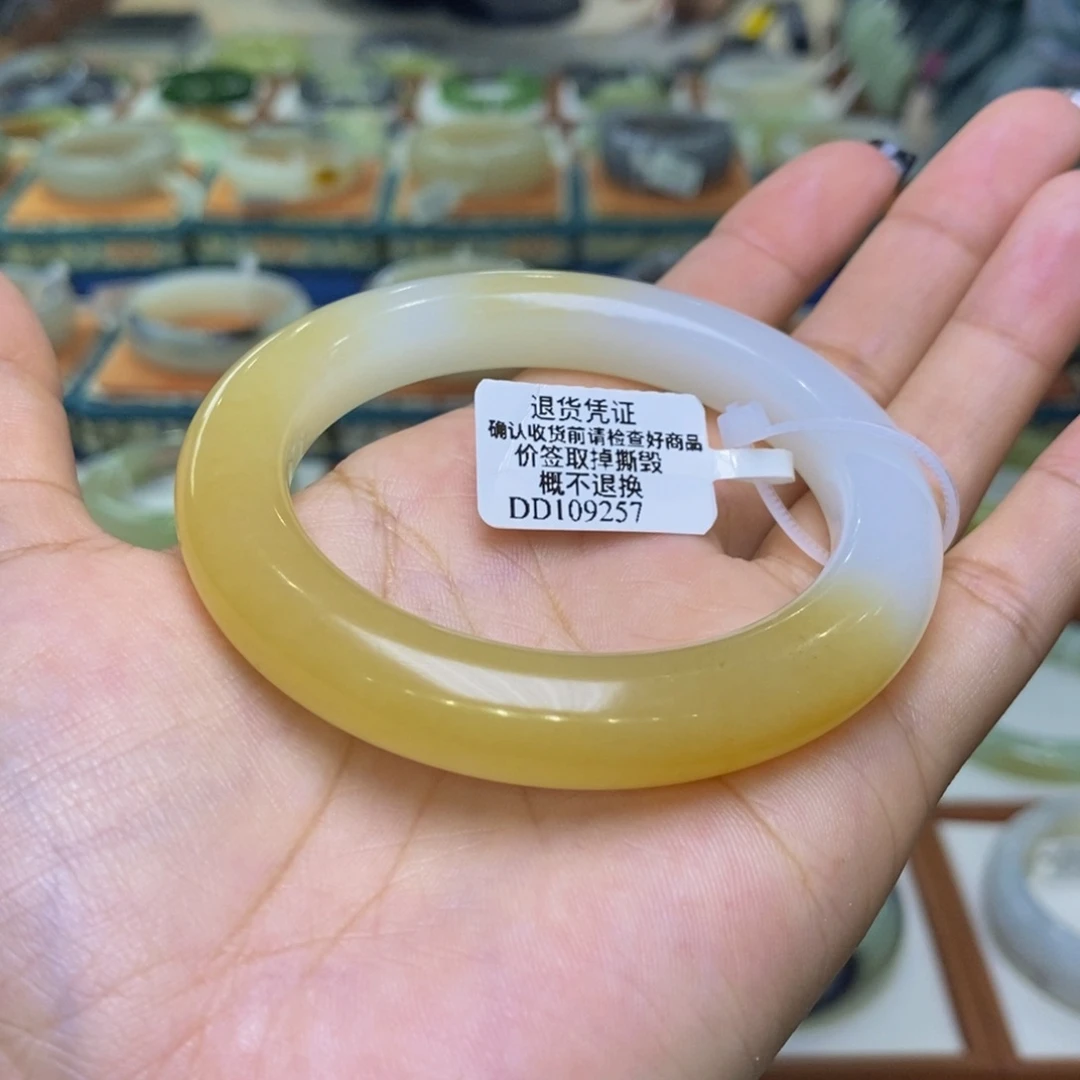 退货凭证
确认收货前请检查好商品
价签取掉撕毁
概不退换
DD109257